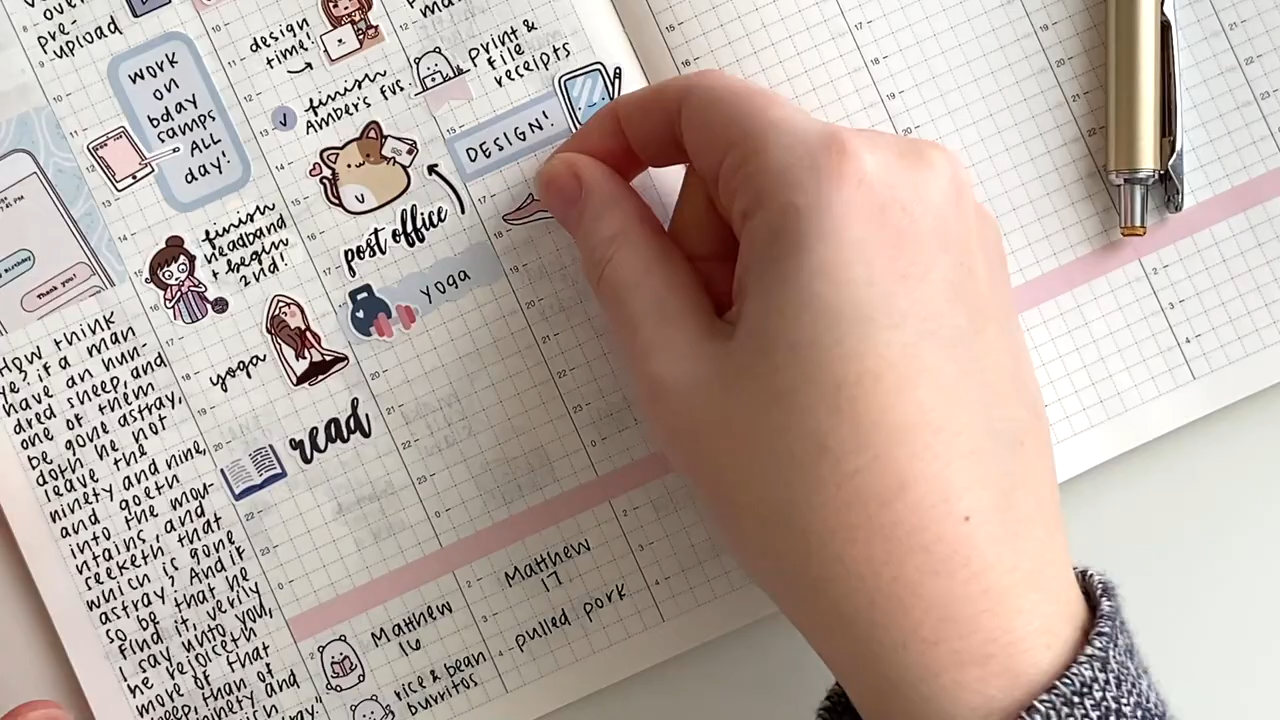 over
pre-
upload
work
on
bday
samps
ALL
day!
finish
headband
+ begin
2nd!
yoga
read
design
time!
finish
Amber's FVS.
post office
yoga
Print &
file
receipts
DESIGN!
Thank you!
How think
ye? if a man
have an hun-
dred sheep, and
one of them
be gone astray,
doth he not
leave the
ninety and nine,
and goeth
into the mou-
ntains, and
seeketh that
which is gone
astray? And if
so be that he
find it, verily
I say unto you,
he rejoiceth
more of that
sheep, than of
ninety and
Matthew
16
rice & bean
burritos
Matthew
17
pulled pork